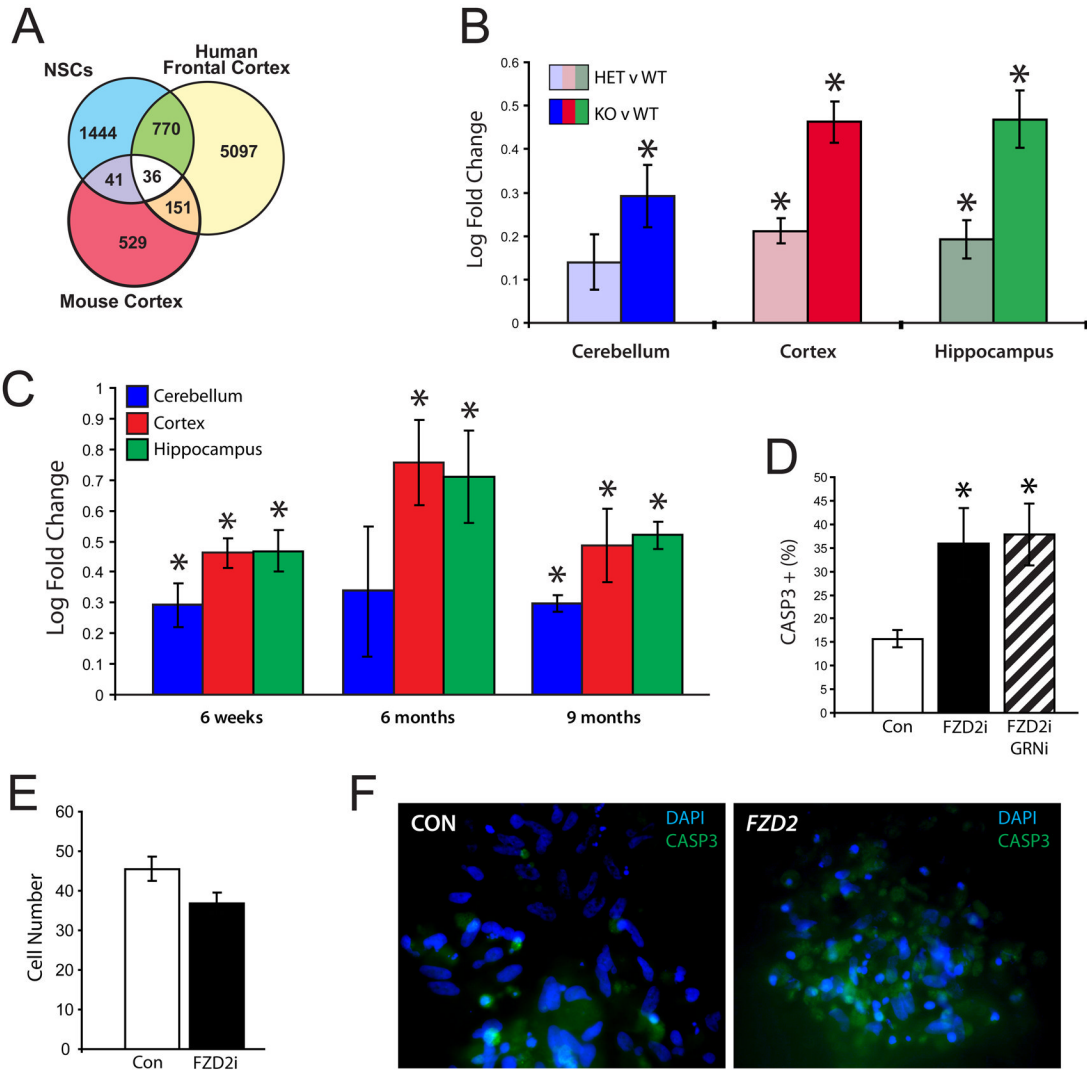 A
NSCs
Human
Frontal Cortex
1444
770
5097
41
36
151
529
Mouse Cortex
B
Log Fold Change
0.6
0.5
0.4
0.3
0.2
0.1
0
HET v WT
KO v WT
*
*
*
*
*
Cerebellum
Cortex
Hippocampus
C
Log Fold Change
1
0.9
0.8
0.7
0.6
0.5
0.4
0.3
0.2
0.1
0
Cerebellum
Cortex
Hippocampus
*
*
*
*
*
*
*
*
6 weeks
6 months
9 months
D
CASP3 + (%)
50
45
40
35
30
25
20
15
10
5
0
*
*
Con
FZD2i
FZD2i
GRNi
E
Cell Number
60
50
40
30
20
10
0
Con
FZD2i
F
CON
DAPI
CASP3
FZD2
DAPI
CASP3